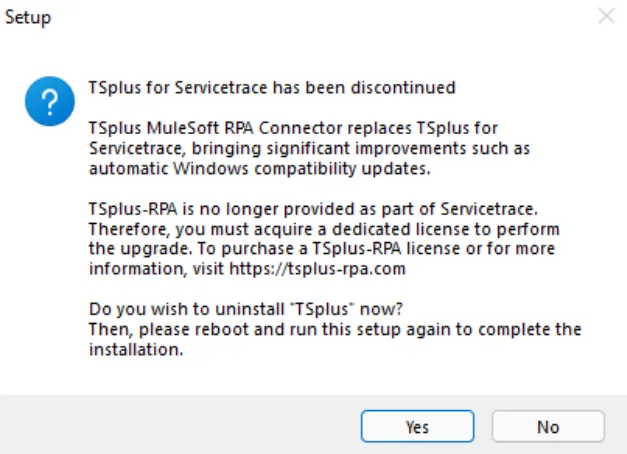 Setup
TSplus for Servicetrace has been discontinued
TSplus MuleSoft RPA Connector replaces TSplus for
Servicetrace, bringing significant improvements such as
automatic Windows compatibility updates.
TSplus-RPA is no longer provided as part of Servicetrace.
Therefore, you must acquire a dedicated license to perform
the upgrade. To purchase a TSplus-RPA license or for more
information, visit https://tsplus-rpa.com
Do you wish to uninstall "TSplus" now?
Then, please reboot and run this setup again to complete the
installation.
Yes
No